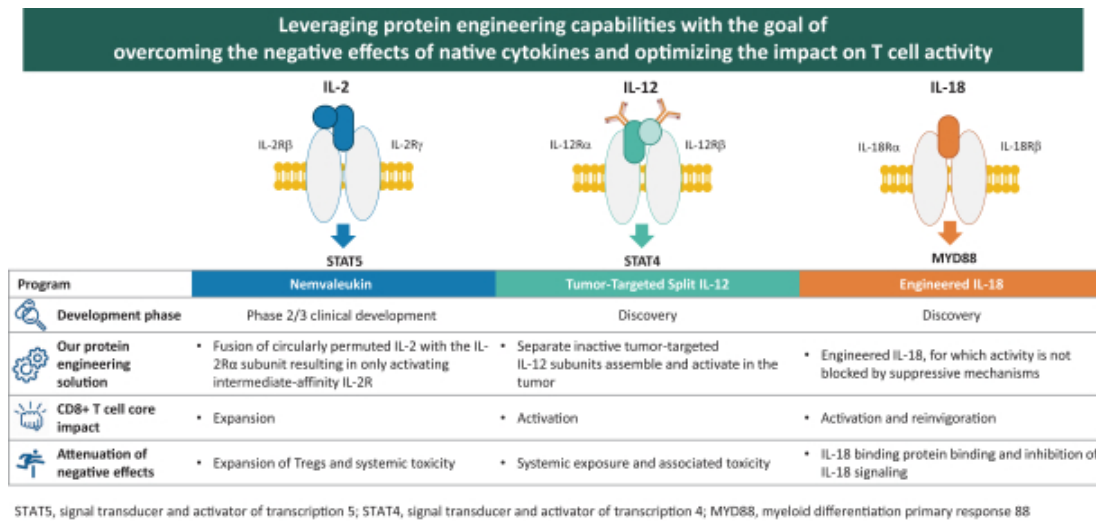 Leveraging protein engineering capabilities with the goal of
overcoming the negative effects of native cytokines and optimizing the impact on T cell activity
IL-2
IL-12
IL-18
IL-2Rβ
IL-2Rγ
IL-12Rα
IL-12Rβ
IL-18Rα
IL-18Rβ
STAT5
STAT4
MYD88
Program
Nemvaleukin
Tumor-Targeted Split IL-12
Engineered IL-18
Development phase
Phase 2/3 clinical development
Discovery
Discovery
Our protein
engineering
solution
• Fusion of circularly permuted IL-2 with the IL-
2Rα subunit resulting in only activating
intermediate-affinity IL-2R
• Separate inactive tumor-targeted
IL-12 subunits assemble and activate in the
tumor
• Engineered IL-18, for which activity is not
blocked by suppressive mechanisms
CD8+ T cell core
impact
• Expansion
• Activation
• Activation and reinvigoration
Attenuation of
negative effects
• Expansion of Tregs and systemic toxicity
• Systemic exposure and associated toxicity
• IL-18 binding protein binding and inhibition of
IL-18 signaling
STAT5, signal transducer and activator of transcription 5; STAT4, signal transducer and activator of transcription 4; MYD88, myeloid differentiation primary response 88